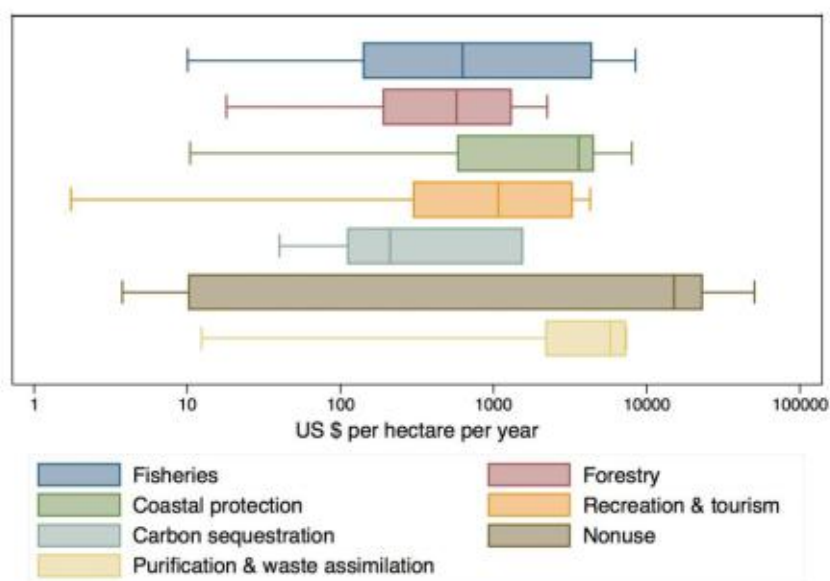 1 10 100 1000 10000 100000
US $ per hectare per year
Fisheries Forestry
Coastal protection Recreation & tourism
Carbon sequestration Nonuse
Purification & waste assimilation